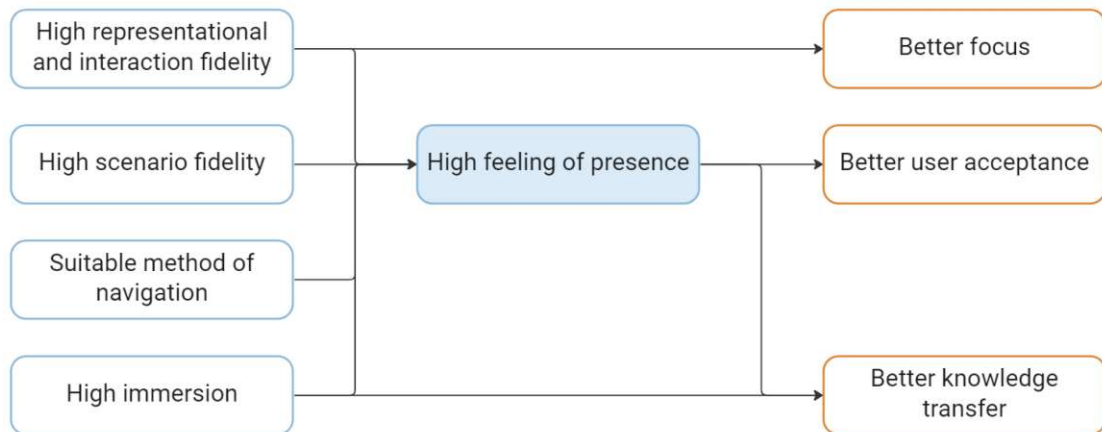 High representational
and interaction fidelity
Better focus
High scenario fidelity
High feeling of presence
Better user acceptance
Suitable method of
navigation
High immersion
Better knowledge
transfer